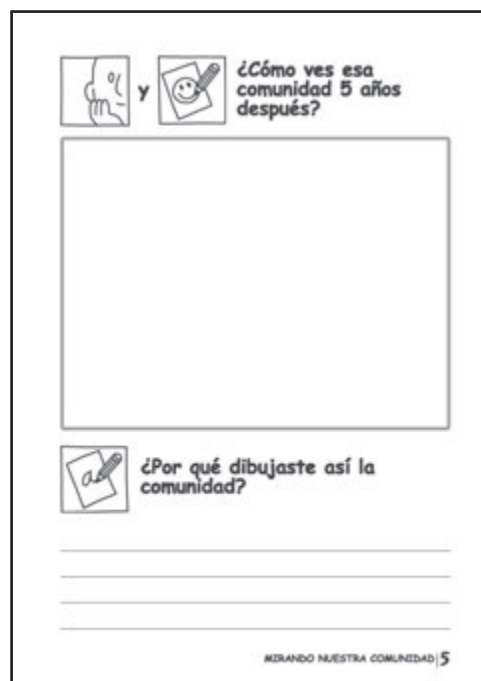 y
¿Cómo ves esa
comunidad 5 años
después?
a
¿Por qué dibujaste así la
comunidad?
MIRANDO NUESTRA COMUNIDAD|5